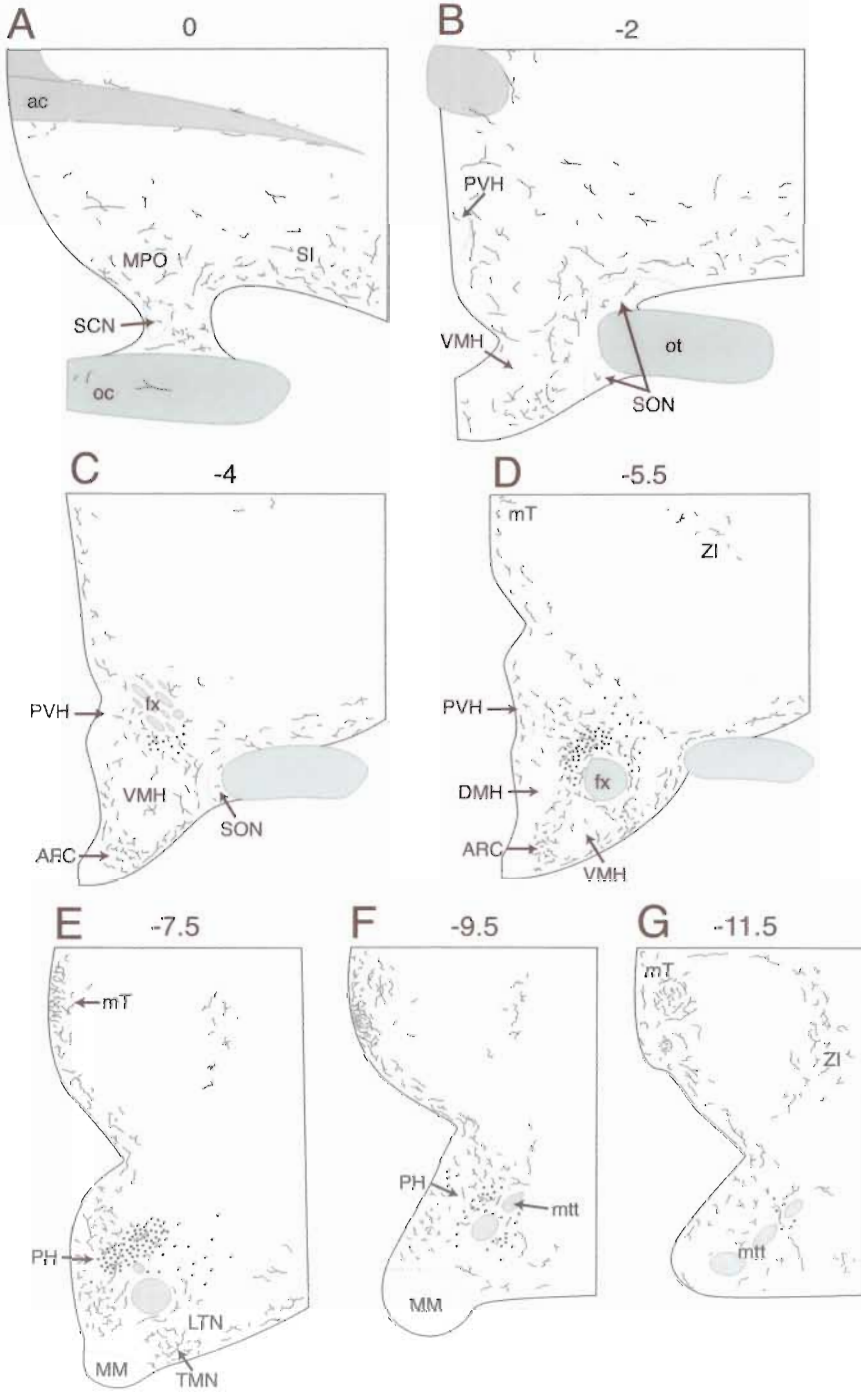 A
0
ac
MPO
SI
SCN
oc
B
-2
PVH
VMH
ot
SON
C
-4
fx
PVH
VMH
SON
ARC
D
-5.5
mT
ZI
PVH
DMH
fx
ARC
VMH
E
-7.5
mT
PH
LTN
MM
TMN
F
-9.5
PH
mtt
MM
G
-11.5
mT
ZI
mtt